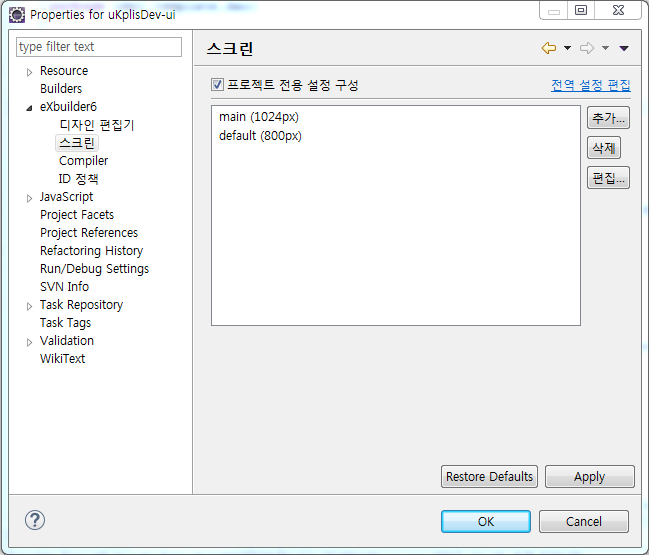 Properties for uKplisDev-ui
type filter text
Resource
Builders
eXbuilder6
디자인 편집기
스크린
Compiler
ID 정책
JavaScript
Project Facets
Project References
Refactoring History
Run/Debug Settings
SVN Info
Task Repository
Task Tags
Validation
WikiText
스크린
프로젝트 전용 설정 구성
전역 설정 편집
main (1024px)
default (800px)
추가...
삭제
편집...
Restore Defaults
Apply
OK
Cancel